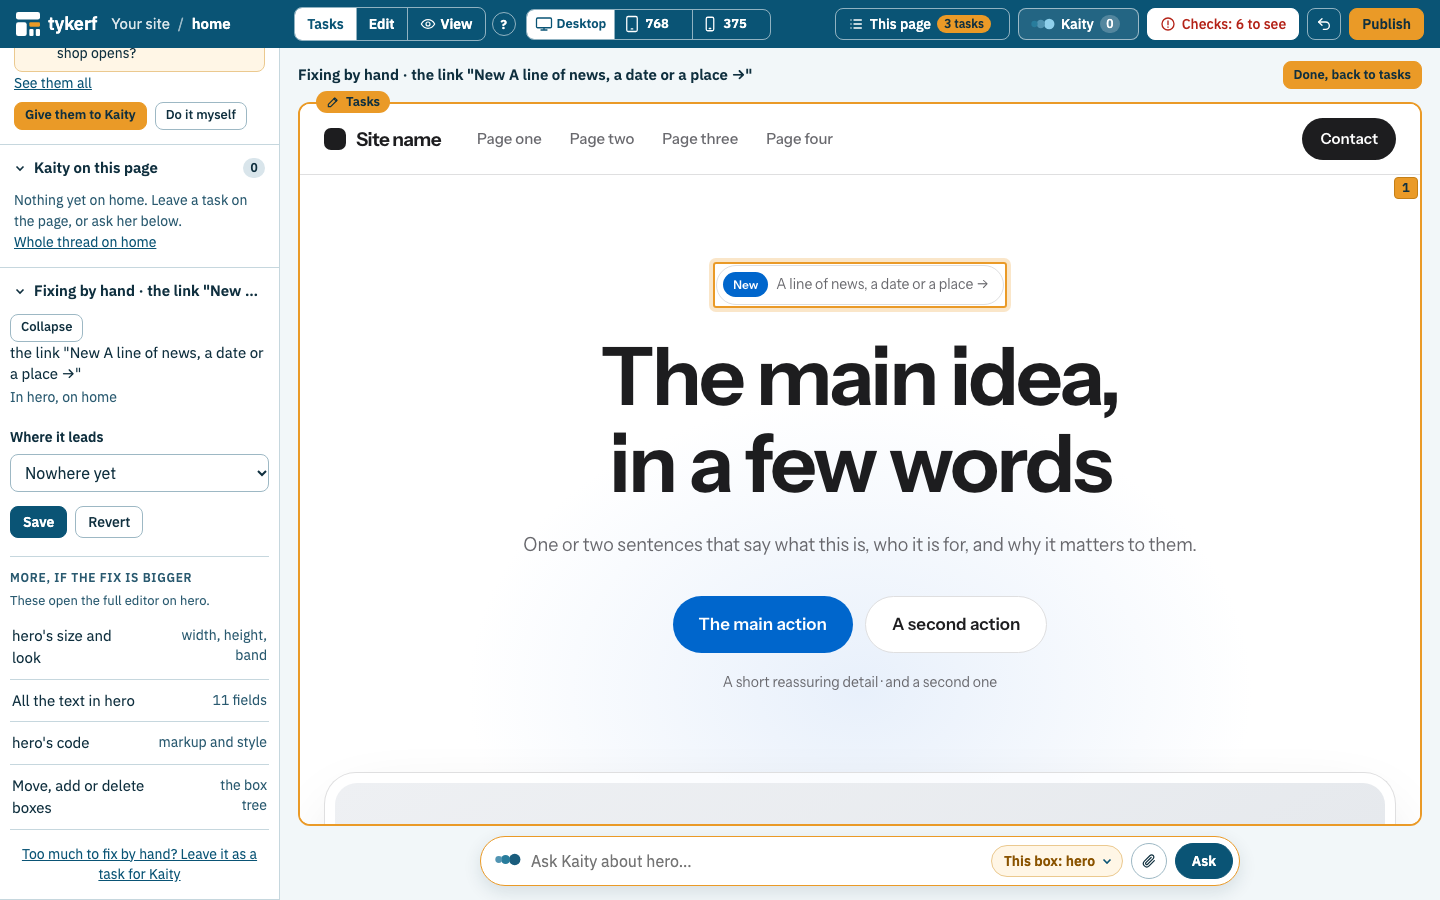 tykerf
Your site / home
Tasks
Edit
View
?
Desktop
768
375
This page 3 tasks
Kaity 0
Checks: 6 to see
Publish
shop opens?
See them all
Give them to Kaity
Do it myself
Kaity on this page 0
Nothing yet on home. Leave a task on
the page, or ask her below.
Whole thread on home
Fixing by hand · the link "New ...
Collapse
the link "New A line of news, a date or
a place →"
In hero, on home
Where it leads
Nowhere yet
Save
Revert
MORE, IF THE FIX IS BIGGER
These open the full editor on hero.
hero's size and
look
width, height,
band
All the text in hero
11 fields
hero's code
markup and style
Move, add or delete
boxes
the box
tree
Too much to fix by hand? Leave it as a
task for Kaity
Fixing by hand · the link "New A line of news, a date or a place →"
Done, back to tasks
Tasks
Site name
Page one
Page two
Page three
Page four
Contact
1
New A line of news, a date or a place →
The main idea,
in a few words
One or two sentences that say what this is, who it is for, and why it matters to them.
The main action
A second action
A short reassuring detail · and a second one
Ask Kaity about hero...
This box: hero
Ask